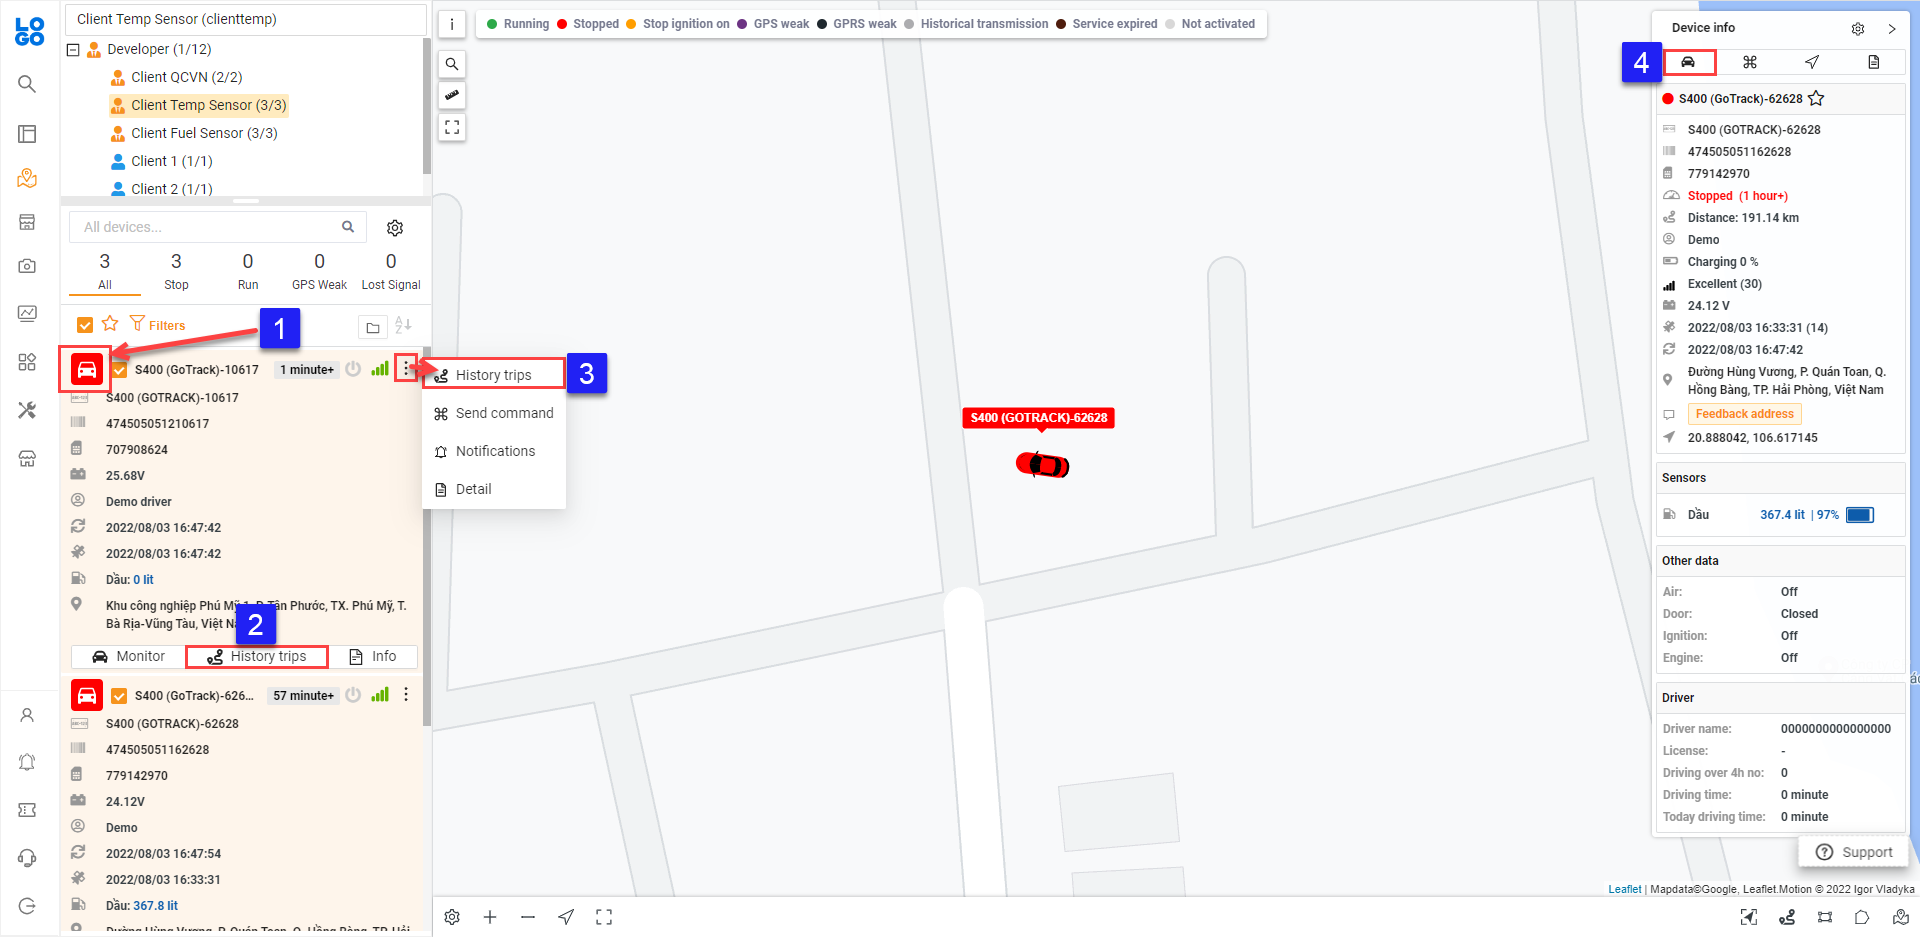 LOGO
Client Temp Sensor (clienttemp)
Developer (1/12)
Client QCVN (2/2)
Client Temp Sensor (3/3)
Client Fuel Sensor (3/3)
Client 1 (1/1)
Client 2 (1/1)
All devices...
3 3 0 0 0
All Stop Run GPS Weak Lost Signal
Filters
1
S400 (GoTrack)-10617 1 minute+
S400 (GOTRACK)-10617
474505051210617
707908624
25.68V
Demo driver
2022/08/03 16:47:42
2022/08/03 16:47:42
Dầu: 0 lit
Khu công nghiệp Phú Mỹ 1, P. Tân Phước, TX. Phú Mỹ, T.
Bà Rịa-Vũng Tàu, Việt
2
Monitor History trips Info
S400 (GoTrack)-626... 57 minute+
S400 (GOTRACK)-62628
474505051162628
779142970
24.12V
Demo
2022/08/03 16:47:54
2022/08/03 16:33:31
Dầu: 367.8 lit
Đường Hùng Vương, P. Quán Toan, Q. Hồng Bàng, TP. Hải
History trips
3
Send command
Notifications
Detail
i
Running Stopped Stop ignition on GPS weak GPRS weak Historical transmission Service expired Not activated
S400 (GOTRACK)-62628
Device info
4
S400 (GoTrack)-62628
S400 (GOTRACK)-62628
474505051162628
779142970
Stopped (1 hour+)
Distance: 191.14 km
Demo
Charging 0 %
Excellent (30)
24.12 V
2022/08/03 16:33:31 (14)
2022/08/03 16:47:42
Đường Hùng Vương, P. Quán Toan, Q.
Hồng Bàng, TP. Hải Phòng, Việt Nam
Feedback address
20.888042, 106.617145
Sensors
Dầu 367.4 lit | 97%
Other data
Air: Off
Door: Closed
Ignition: Off
Engine: Off
Driver
Driver name: 0000000000000000
License: -
Driving over 4h no: 0
Driving time: 0 minute
Today driving time: 0 minute
Support
Leaflet | Mapdata©Google, Leaflet.Motion © 2022 Igor Vladyka